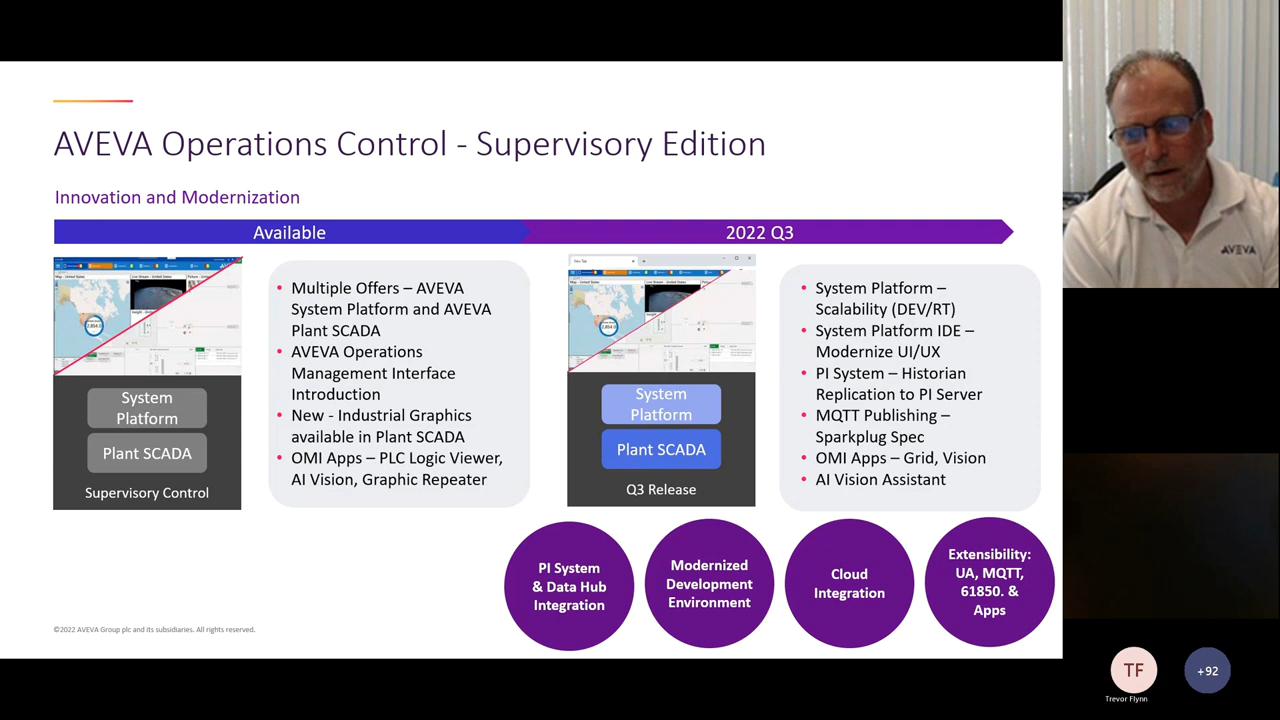 AVEVA Operations Control - Supervisory Edition
Innovation and Modernization
Available
2022 Q3
System
Platform
Plant SCADA
Supervisory Control
• Multiple Offers – AVEVA
System Platform and AVEVA
Plant SCADA
• AVEVA Operations
Management Interface
Introduction
• New - Industrial Graphics
available in Plant SCADA
• OMI Apps – PLC Logic Viewer,
AI Vision, Graphic Repeater
System
Platform
Plant SCADA
Q3 Release
• System Platform –
Scalability (DEV/RT)
• System Platform IDE –
Modernize UI/UX
• PI System – Historian
Replication to PI Server
• MQTT Publishing –
Sparkplug Spec
• OMI Apps – Grid, Vision
• AI Vision Assistant
PI System
& Data Hub
Integration
Modernized
Development
Environment
Cloud
Integration
Extensibility:
UA, MQTT,
61850. &
Apps
©2022 AVEVA Group plc and its subsidiaries. All rights reserved.
AVEVA
TF
Trevor Flynn
+92